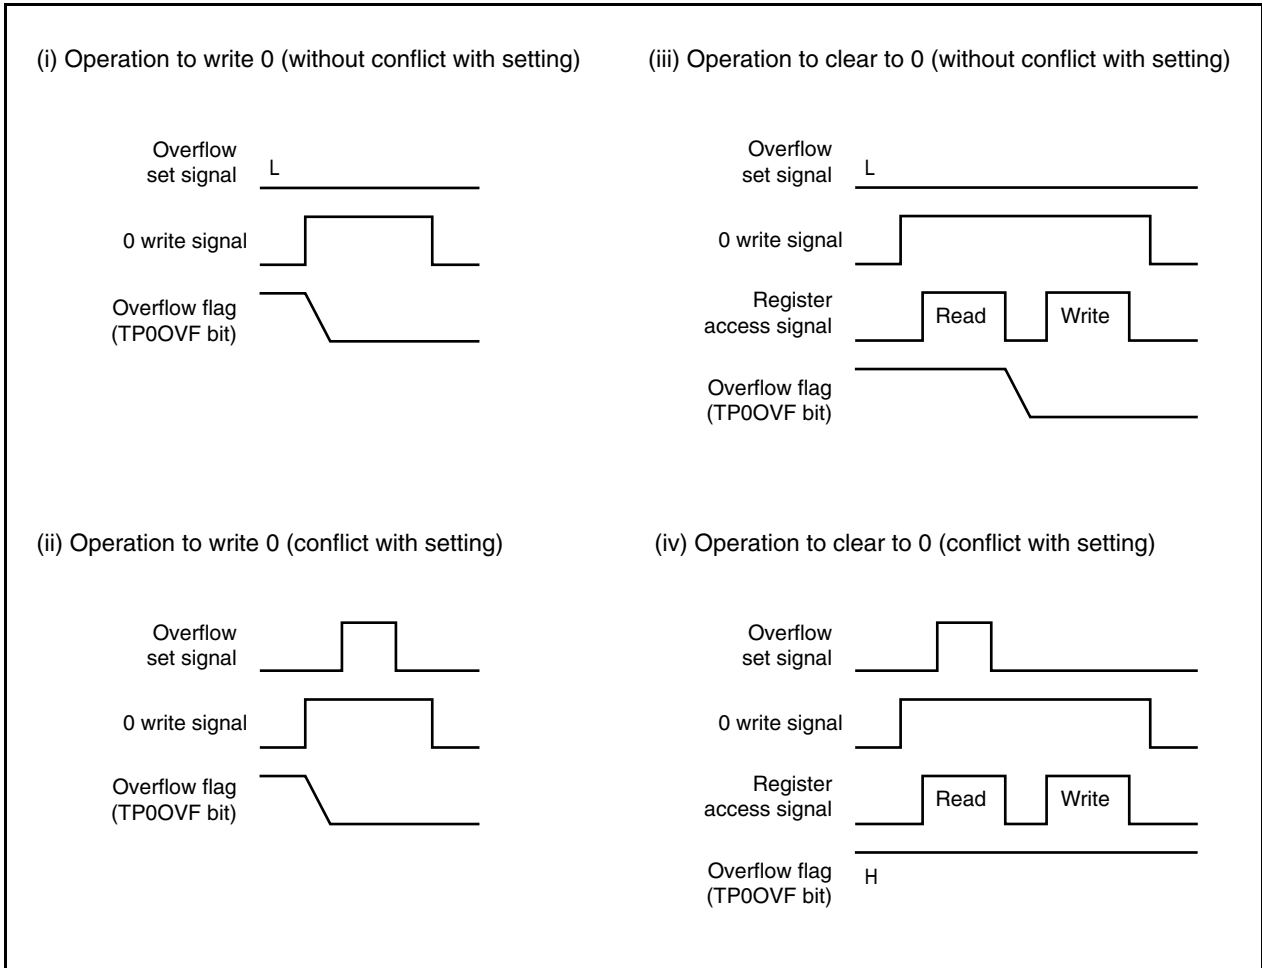 (i) Operation to write 0 (without conflict with setting)
Overflow
set signal
L
0 write signal
Overflow flag
(TP0OVF bit)
(iii) Operation to clear to 0 (without conflict with setting)
Overflow
set signal
L
0 write signal
Register
access signal
Read
Write
Overflow flag
(TP0OVF bit)
(ii) Operation to write 0 (conflict with setting)
Overflow
set signal
0 write signal
Overflow flag
(TP0OVF bit)
(iv) Operation to clear to 0 (conflict with setting)
Overflow
set signal
0 write signal
Register
access signal
Read
Write
Overflow flag
(TP0OVF bit)
H